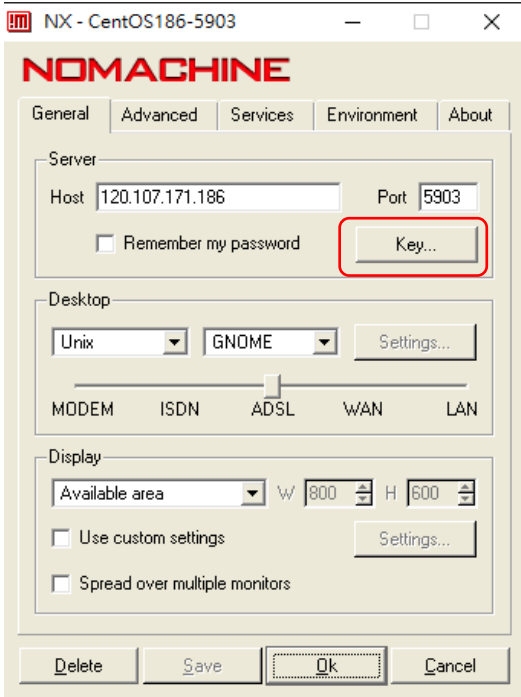 NX - CentOS186-5903
NOMACHINE
General Advanced Services Environment About
Server
Host 120.107.171.186 Port 5903
Remember my password Key...
Desktop
Unix GNOME Settings...
MODEM ISDN ADSL WAN LAN
Display
Available area W 800 H 600
Use custom settings Settings...
Spread over multiple monitors
Delete Save Ok Cancel